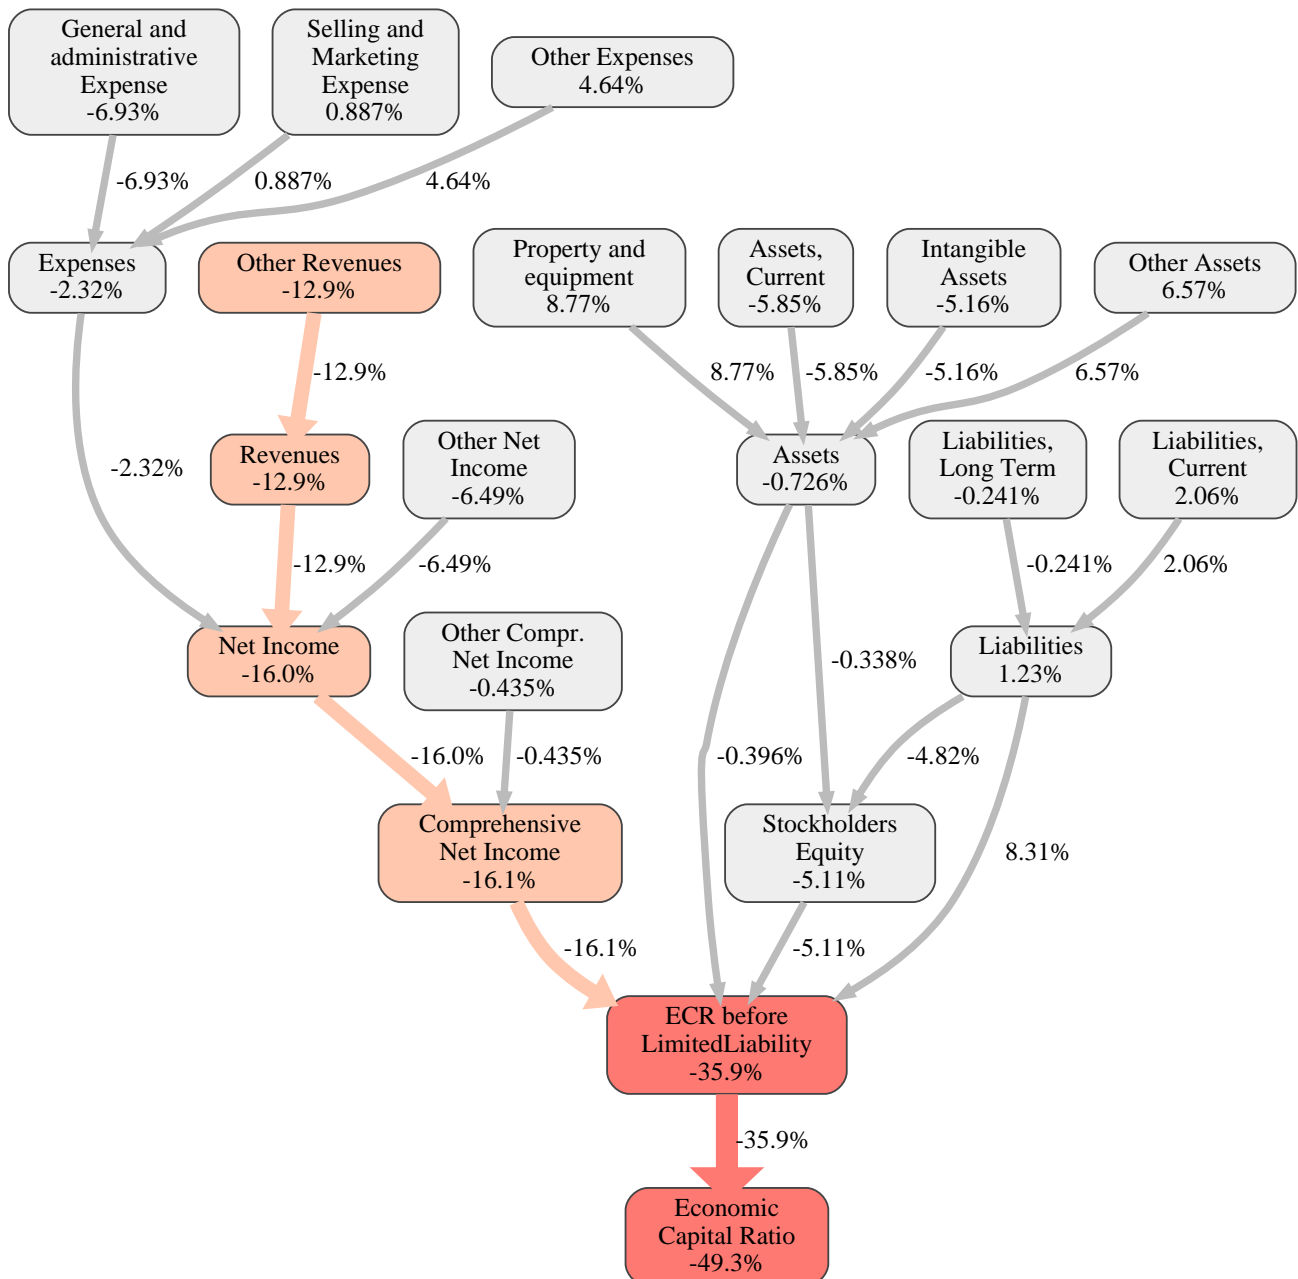 General and
administrative
Expense
-6.93%
Selling and
Marketing
Expense
0.887%
Other Expenses
4.64%
-6.93%
0.887%
4.64%
Expenses
-2.32%
Other Revenues
-12.9%
Property and
equipment
8.77%
Assets,
Current
-5.85%
Intangible
Assets
-5.16%
Other Assets
6.57%
-12.9%
8.77%
-5.85%
-5.16%
6.57%
-2.32%
Revenues
-12.9%
Other Net
Income
-6.49%
Assets
-0.726%
Liabilities,
Long Term
-0.241%
Liabilities,
Current
2.06%
-12.9%
-6.49%
-0.241%
2.06%
Net Income
-16.0%
Other Compr.
Net Income
-0.435%
-0.338%
Liabilities
1.23%
-16.0%
-0.435%
-0.396%
-4.82%
Comprehensive
Net Income
-16.1%
Stockholders
Equity
-5.11%
8.31%
-16.1%
-5.11%
ECR before
LimitedLiability
-35.9%
-35.9%
Economic
Capital Ratio
-49.3%